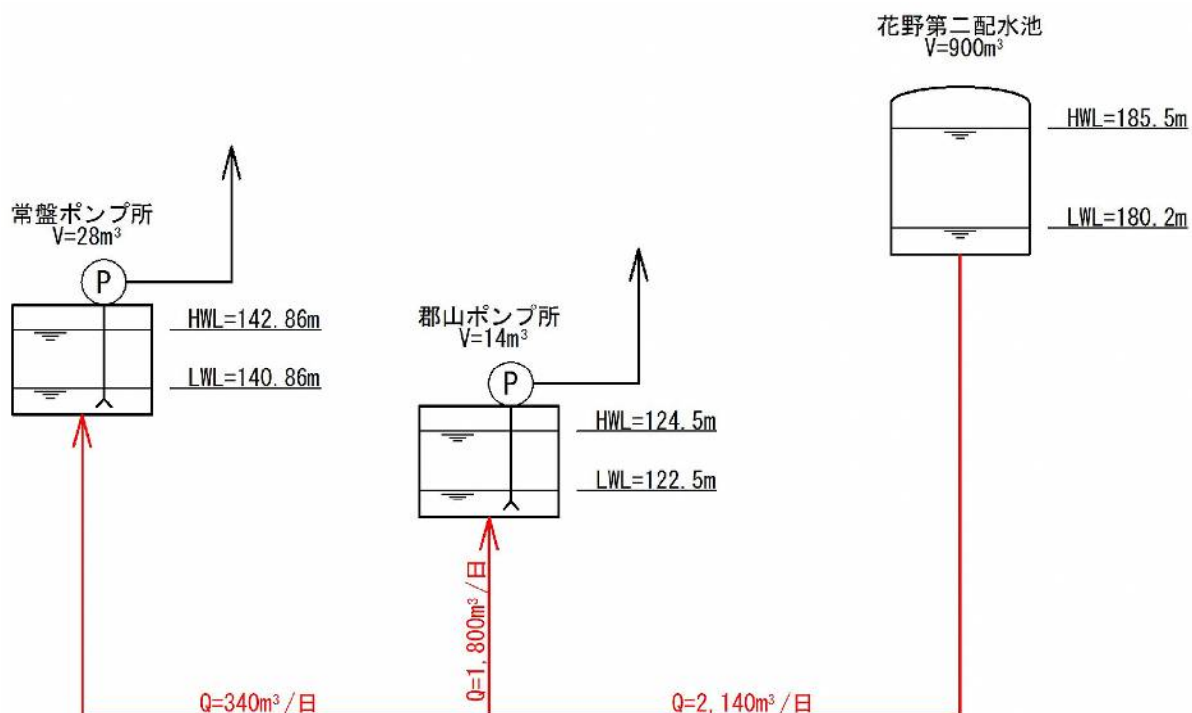 花野第二配水池
V=900m³
HWL=185.5m
LWL=180.2m
常盤ポンプ所
V=28m³
P
HWL=142.86m
LWL=140.86m
郡山ポンプ所
V=14m³
P
HWL=124.5m
LWL=122.5m
Q=1,800m³/日
Q=340m³/日
Q=2,140m³/日